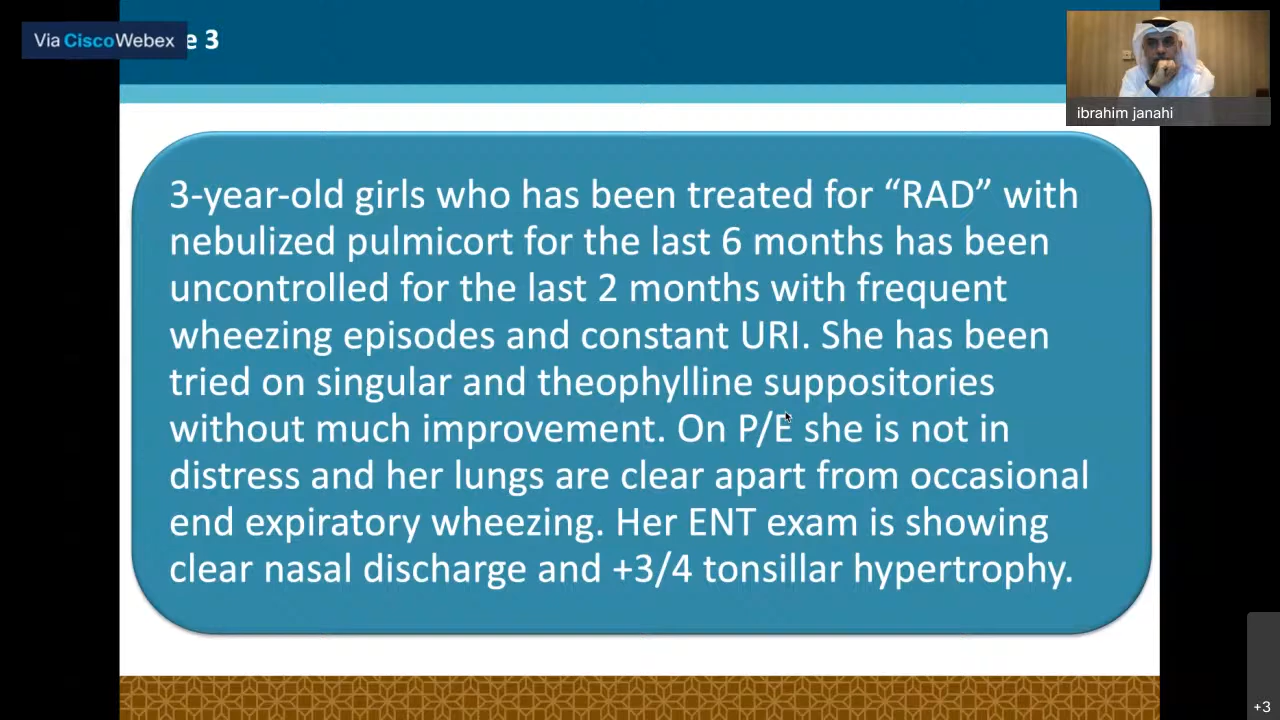 Via CiscoWebex
e 3
ibrahim janahi
3-year-old girls who has been treated for “RAD” with
nebulized pulmicort for the last 6 months has been
uncontrolled for the last 2 months with frequent
wheezing episodes and constant URI. She has been
tried on singular and theophylline suppositories
without much improvement. On P/E she is not in
distress and her lungs are clear apart from occasional
end expiratory wheezing. Her ENT exam is showing
clear nasal discharge and +3/4 tonsillar hypertrophy.
+3